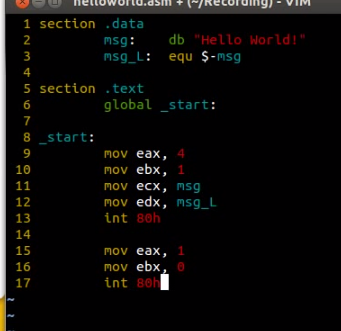 helloworld.asm + (~/Recording) - VIM
1 section .data
2         msg:    db "Hello World!"
3         msg_L:  equ $-msg
4
5 section .text
6         global _start:
7
8 _start:
9         mov eax, 4
10         mov ebx, 1
11         mov ecx, msg
12         mov edx, msg_L
13         int 80h
14
15         mov eax, 1
16         mov ebx, 0
17         int 80h
~
~